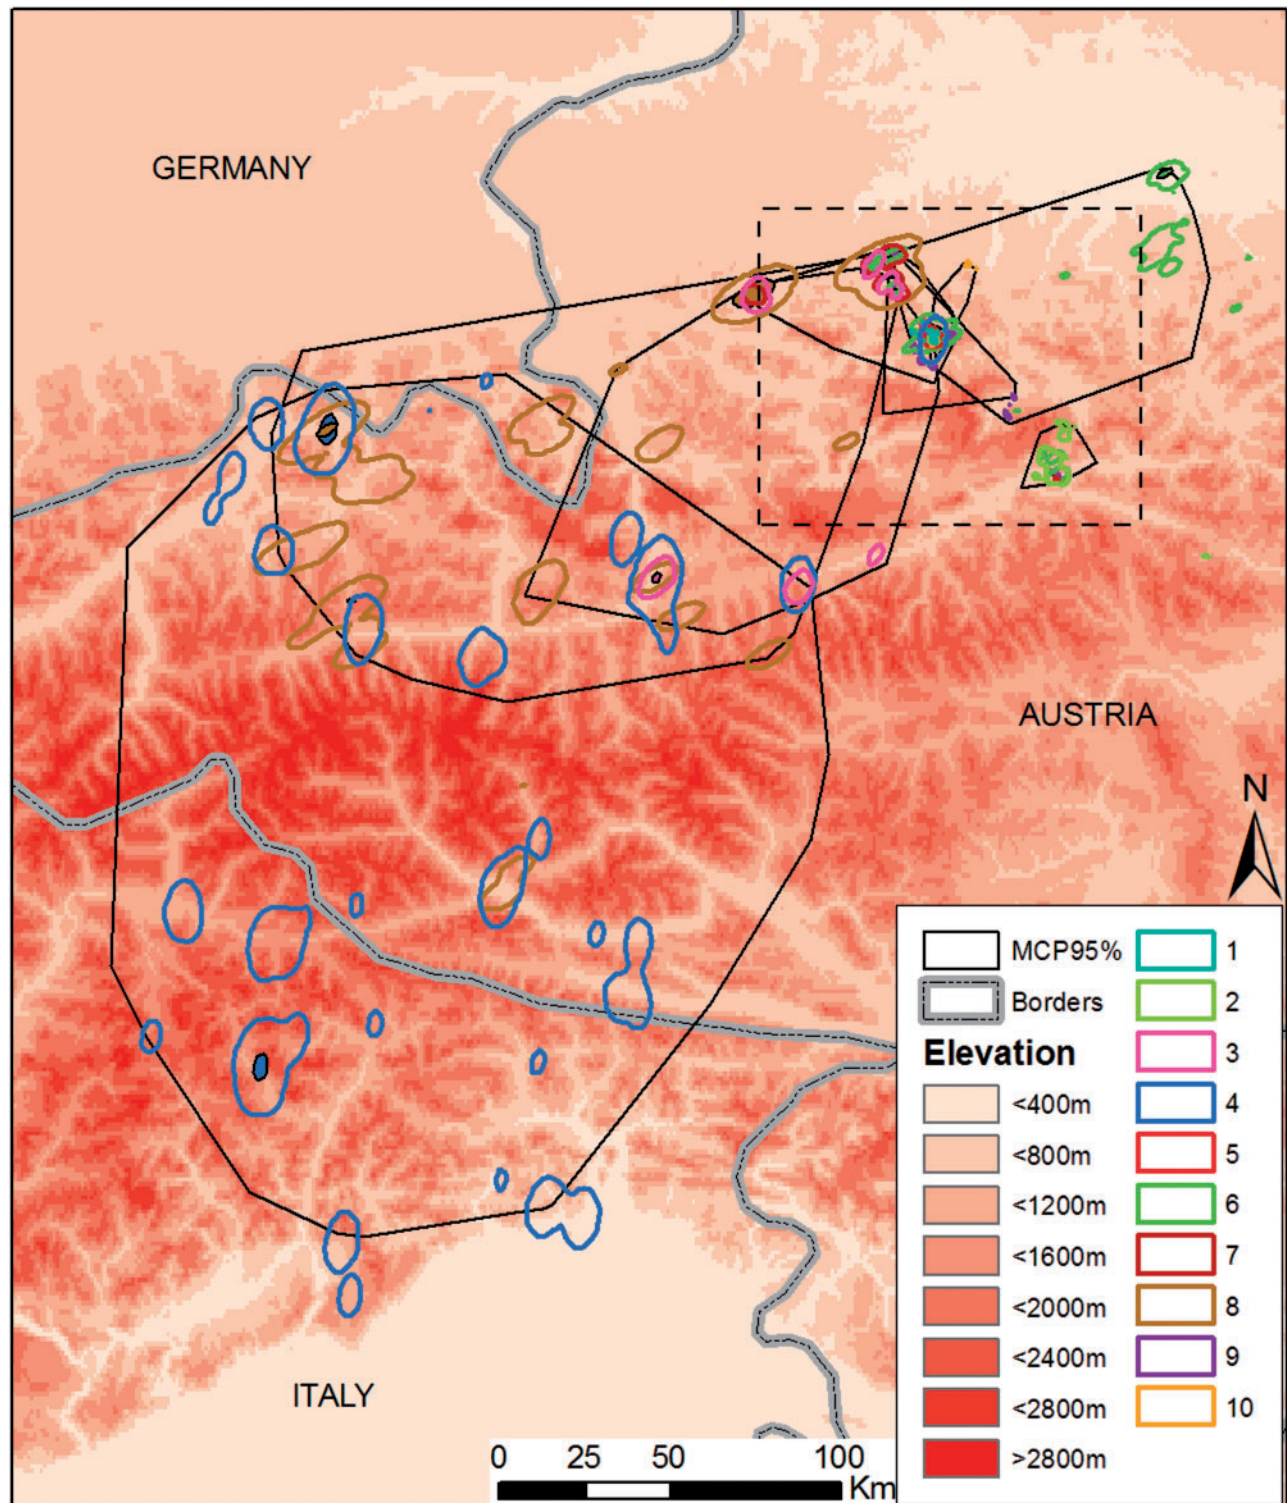 GERMANY
AUSTRIA
N
ITALY
MCP95%
Borders
Elevation
<400m
<800m
<1200m
<1600m
<2000m
<2400m
<2800m
>2800m
1
2
3
4
5
6
7
8
9
10
0 25 50 100
Km